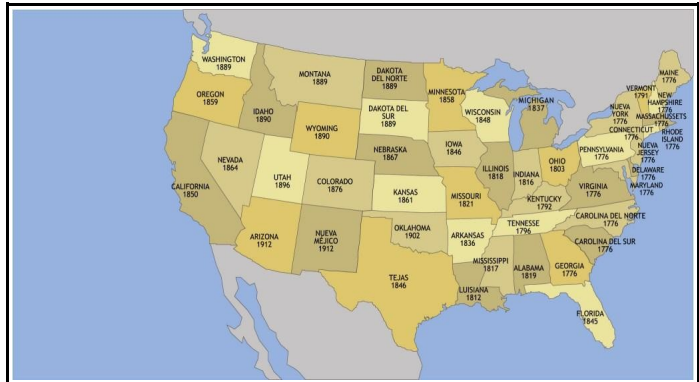 WASHINGTON
1889
OREGON
1859
CALIFORNIA
1850
NEVADA
1864
IDAHO
1890
MONTANA
1889
WYOMING
1890
UTAH
1896
ARIZONA
1912
COLORADO
1876
NUEVA
MÉJICO
1912
DAKOTA
DEL NORTE
1889
DAKOTA DEL
SUR
1889
NEBRASKA
1867
KANSAS
1861
OKLAHOMA
1902
TEJAS
1846
MINNESOTA
1858
IOWA
1846
MISSOURI
1821
ARKANSAS
1836
LUISIANA
1812
WISCONSIN
1848
ILLINOIS
1818
MICHIGAN
1837
INDIANA
1816
OHIO
1803
KENTUCKY
1792
TENNESSE
1796
MISSISSIPPI
1817
ALABAMA
1819
GEORGIA
1776
FLORIDA
1845
CAROLINA DEL SUR
1776
CAROLINA DEL NORTE
1776
VIRGINIA
1776
PENNSYLVANIA
1776
MAINE
1776
VERMONT
1791
NEW
HAMPSHIRE
1776
NUEVA
YORK
1776
MASSACHUSSETS
1776
CONNECTICUT
1776
RHODE
ISLAND
1776
NUEVA
JERSEY
1776
DELAWARE
1776
MARYLAND
1776